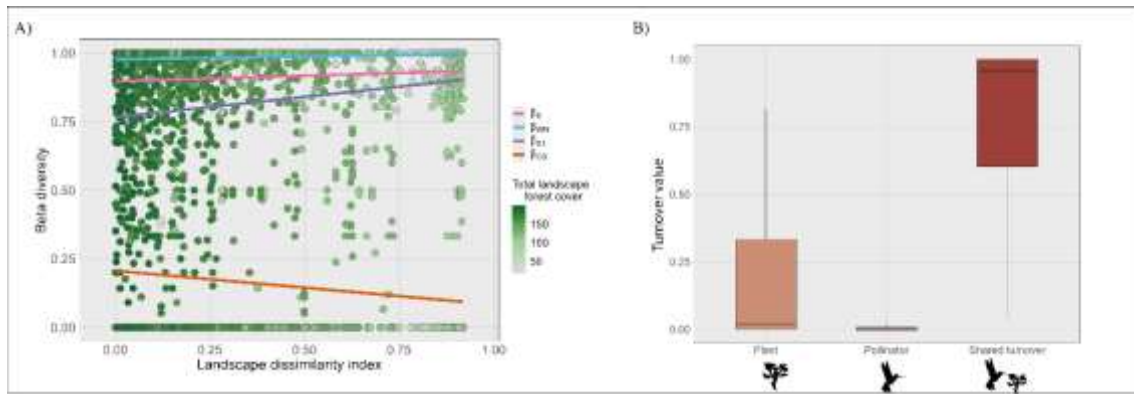 A)
1.00
0.75
0.50
0.25
0.00
Beta diversity
0.00 0.25 0.50 0.75 1.00
Landscape dissimilarity index
Total landscape
forest cover
150
100
50
B)
1.00
0.75
0.50
0.25
0.00
Turnover value
Plant Pollinator Shared turnover